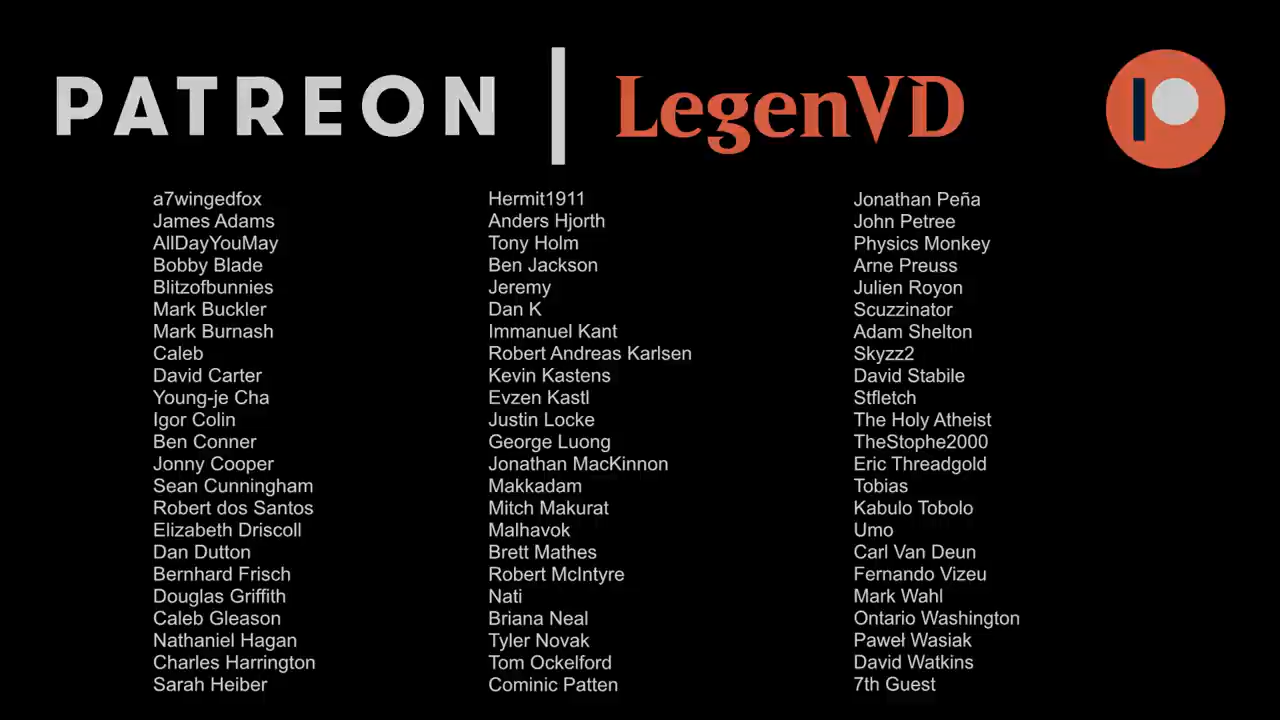 PATREON | LegenVD
a7wingedfox
James Adams
AllDayYouMay
Bobby Blade
Blitzofbunnies
Mark Buckler
Mark Burnash
Caleb
David Carter
Young-je Cha
Igor Colin
Ben Conner
Jonny Cooper
Sean Cunningham
Robert dos Santos
Elizabeth Driscoll
Dan Dutton
Bernhard Frisch
Douglas Griffith
Caleb Gleason
Nathaniel Hagan
Charles Harrington
Sarah Heiber
Hermit1911
Anders Hjorth
Tony Holm
Ben Jackson
Jeremy
Dan K
Immanuel Kant
Robert Andreas Karlsen
Kevin Kastens
Evzen Kastl
Justin Locke
George Luong
Jonathan MacKinnon
Makkadam
Mitch Makurat
Malhavok
Brett Mathes
Robert McIntyre
Nati
Briana Neal
Tyler Novak
Tom Ockelford
Cominic Patten
Jonathan Peña
John Petree
Physics Monkey
Arne Preuss
Julien Royon
Scuzzinator
Adam Shelton
Skyzz2
David Stabile
Stfletch
The Holy Atheist
TheStophe2000
Eric Threadgold
Tobias
Kabulo Tobolo
Umo
Carl Van Deun
Fernando Vizeu
Mark Wahl
Ontario Washington
Paweł Wasiak
David Watkins
7th Guest